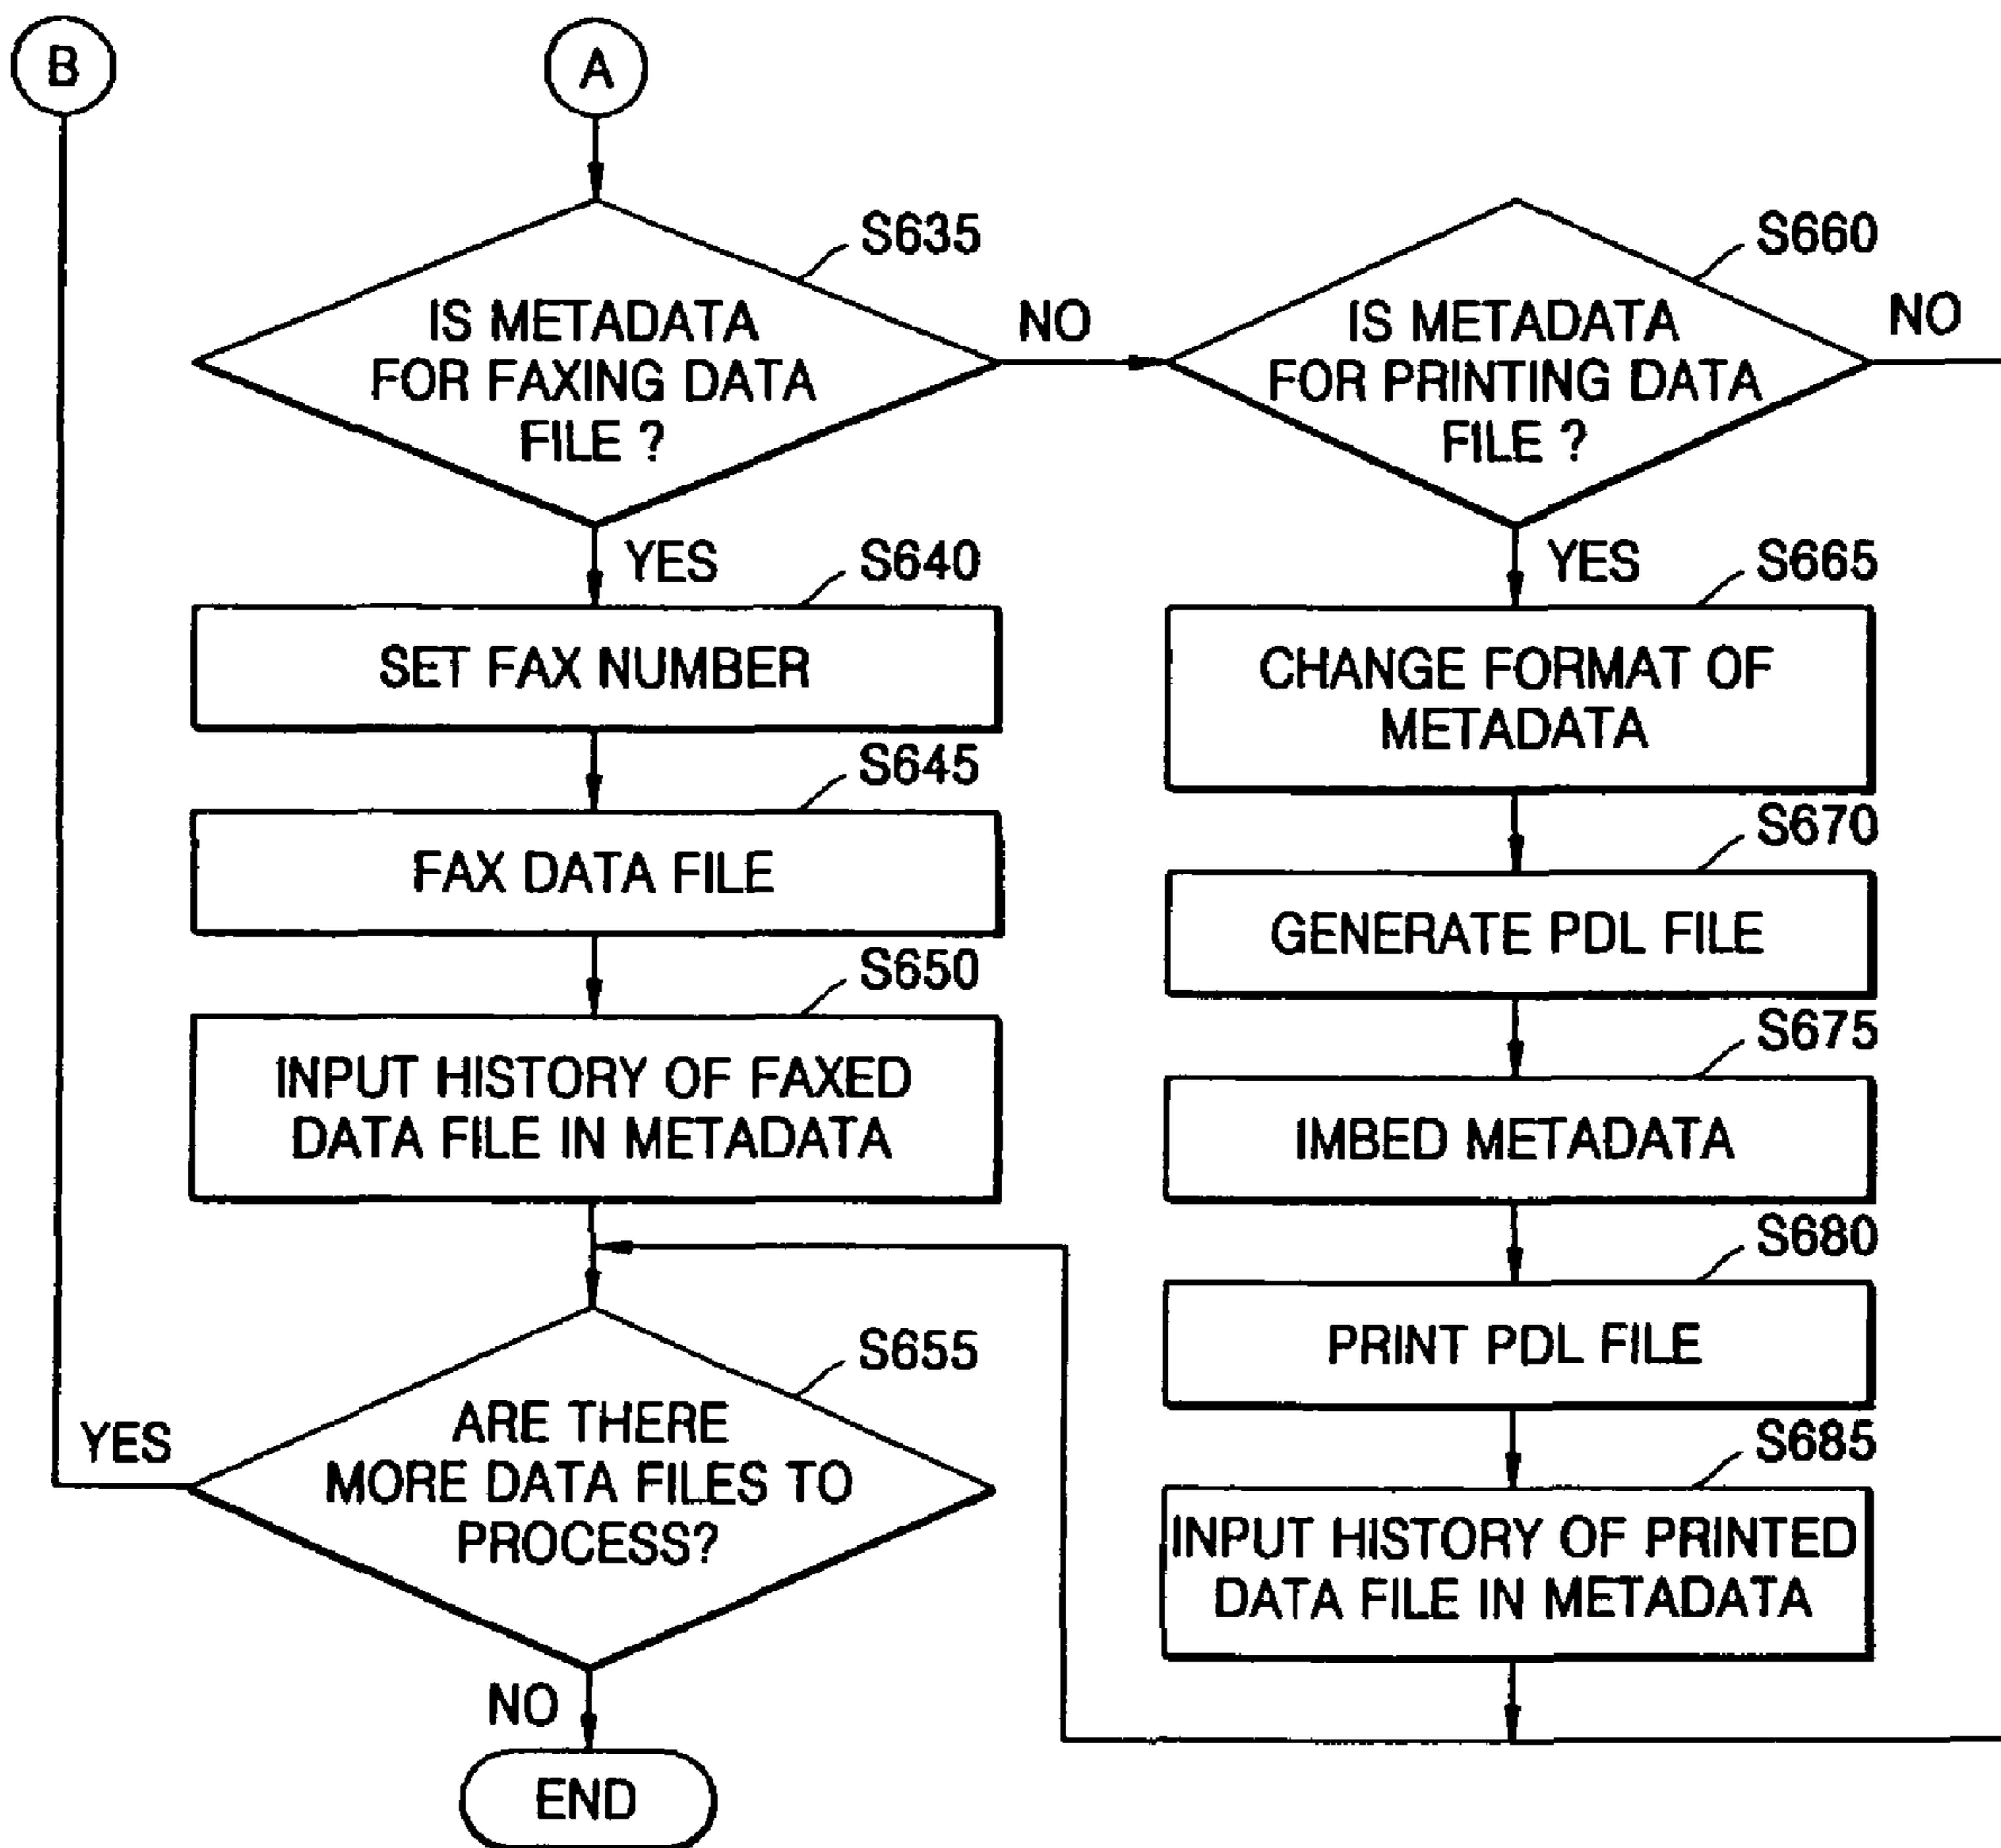 B
A
S635
IS METADATA
FOR FAXING DATA
FILE ?
NO
S660
IS METADATA
FOR PRINTING DATA
FILE ?
NO
YES
S640
SET FAX NUMBER
S645
FAX DATA FILE
S650
INPUT HISTORY OF FAXED
DATA FILE IN METADATA
S655
ARE THERE
MORE DATA FILES TO
PROCESS?
YES
NO
END
YES
S665
CHANGE FORMAT OF
METADATA
S670
GENERATE PDL FILE
S675
IMBED METADATA
S680
PRINT PDL FILE
S685
INPUT HISTORY OF PRINTED
DATA FILE IN METADATA